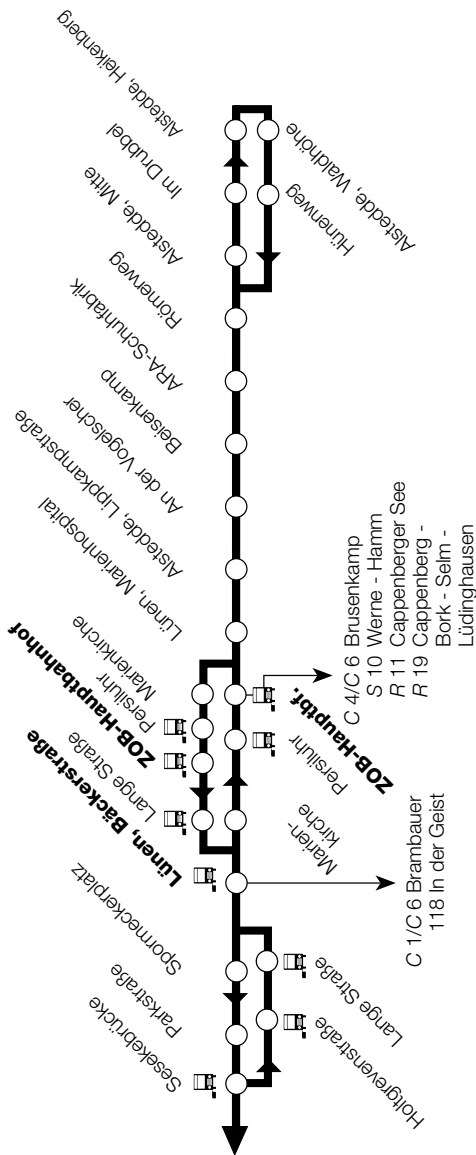 Sesekebrücke
Parkstraße
Spormeckerplatz
Lünen, Bäckerstraße
Lange Straße
ZOB-Hauptbahnhof
Persiluhr
Marienkirche
Lünen, Marienhospital
Alstedde, Lippkampstraße
An der Vogelscher
Beisenkamp
ARA-Schuhfabrik
Römerweg
Alstedde, Mitte
Im Drubbel
Alstedde, Heikenberg
Holtgrevenstraße
Lange Straße
Marien-
kirche
Persiluhr
ZOB-Hauptbf.
Hünenweg
Alstedde, Waldhöhe
C 1/C 6 Brambauer
118 In der Geist
C 4/C 6 Brusenkamp
S 10 Werne - Hamm
R 11 Cappenberger See
R 19 Cappenberg -
Bork - Selm -
Lüdinghausen